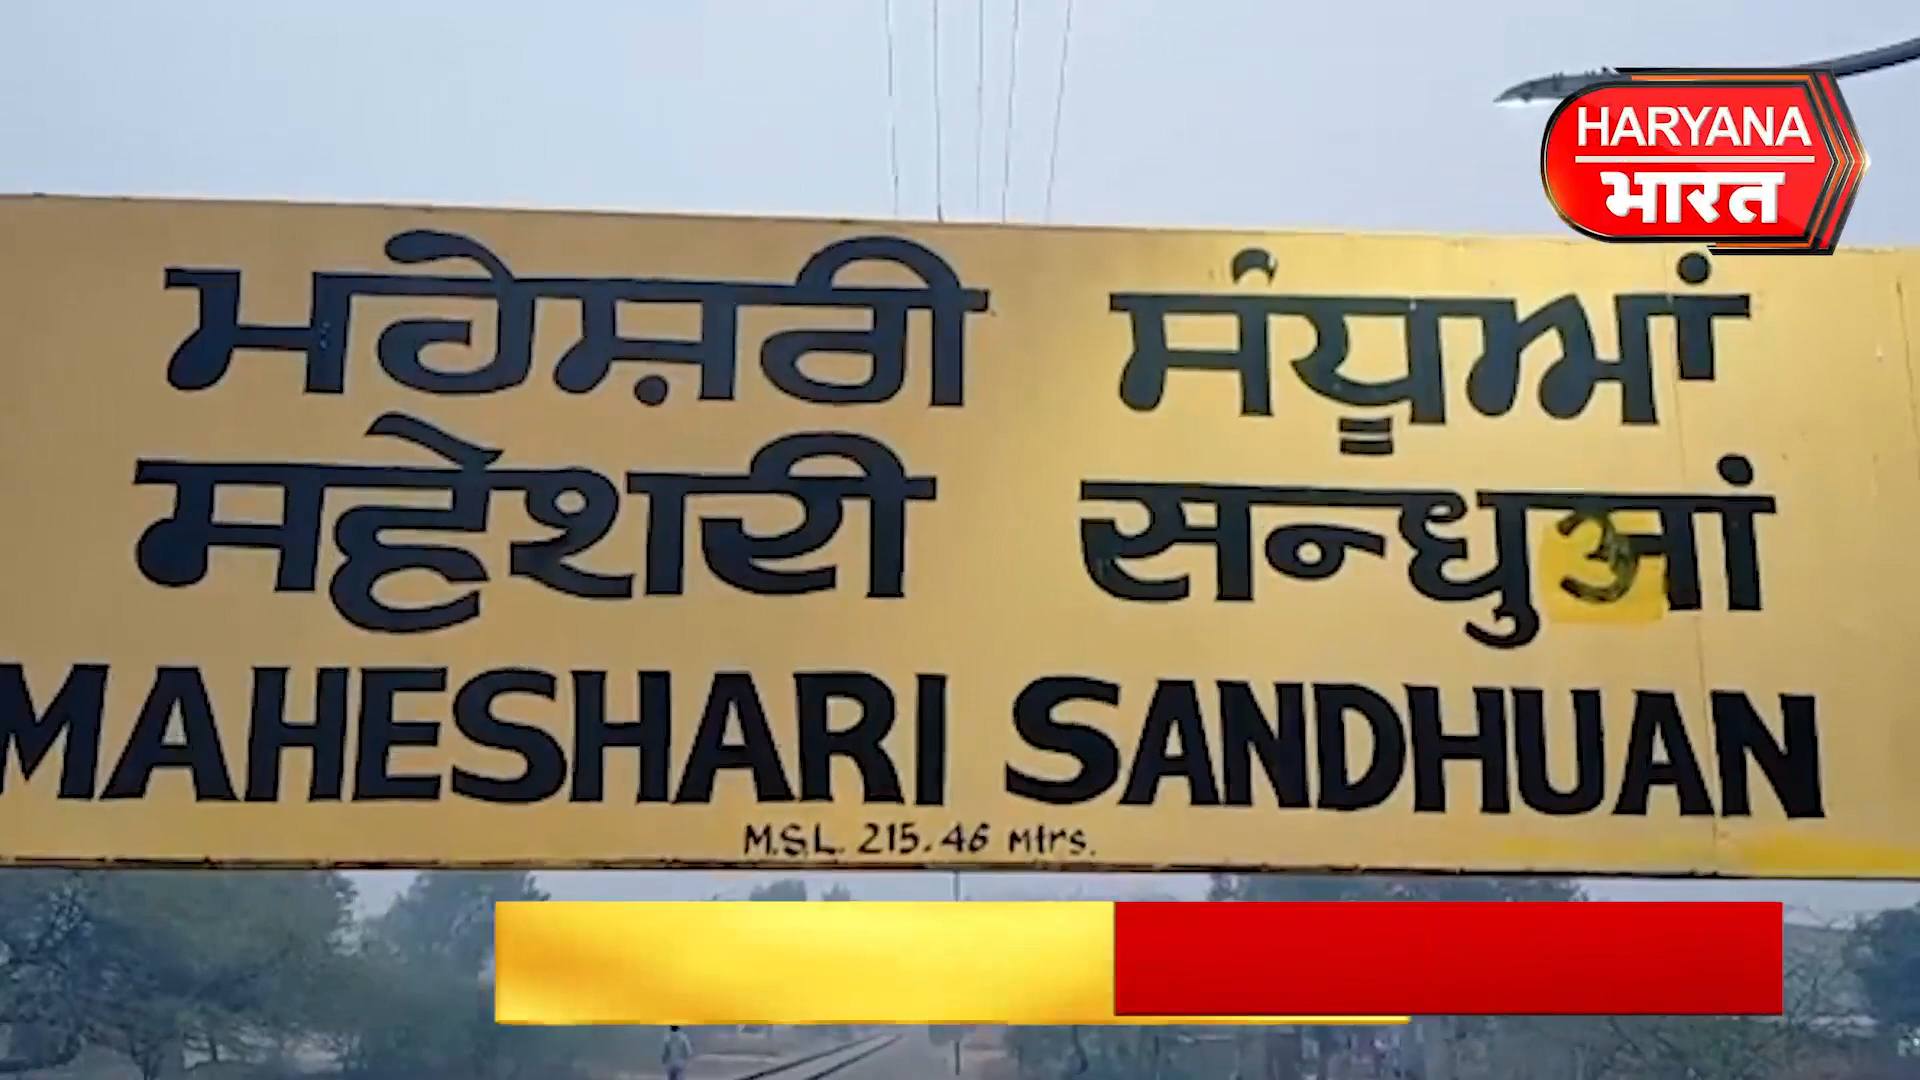 HARYANA
भारत
ਮਹੇਸ਼ਰੀ ਸੰਧੂਆਂ
महेशरी सन्धुआं
MAHESHARI SANDHUAN
M.S.L. 215.46 Mtrs.